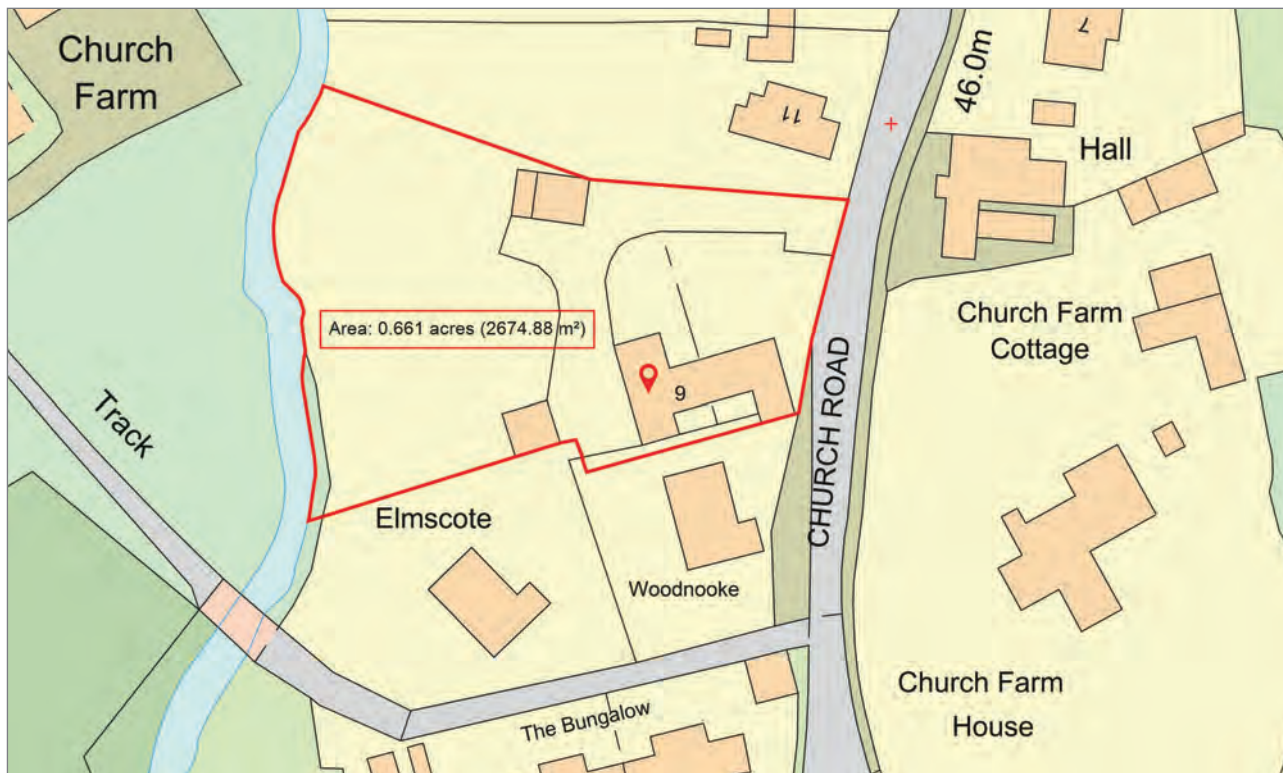 Church
Farm
7
46.0m
11
Hall
Church Farm
Cottage
Area: 0.661 acres (2674.88 m²)
9
CHURCH ROAD
Track
Elmscote
Woodnooke
Church Farm
House
The Bungalow